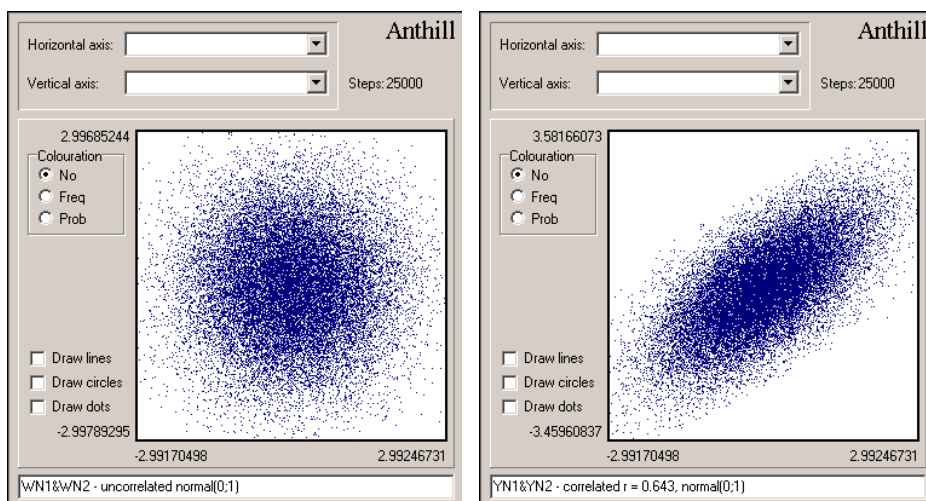 Anthill
Horizontal axis:
Vertical axis:
Steps: 25000
2.99685244
Colouration
No
Freq
Prob
Draw lines
Draw circles
Draw dots
-2.99789295
-2.99170498 2.99246731
WN1&WN2 - uncorrelated normal(0;1)
Anthill
Horizontal axis:
Vertical axis:
Steps: 25000
3.58166073
Colouration
No
Freq
Prob
Draw lines
Draw circles
Draw dots
-3.45960837
-2.99170498 2.99246731
YN1&YN2 - correlated r = 0.643, normal(0;1)